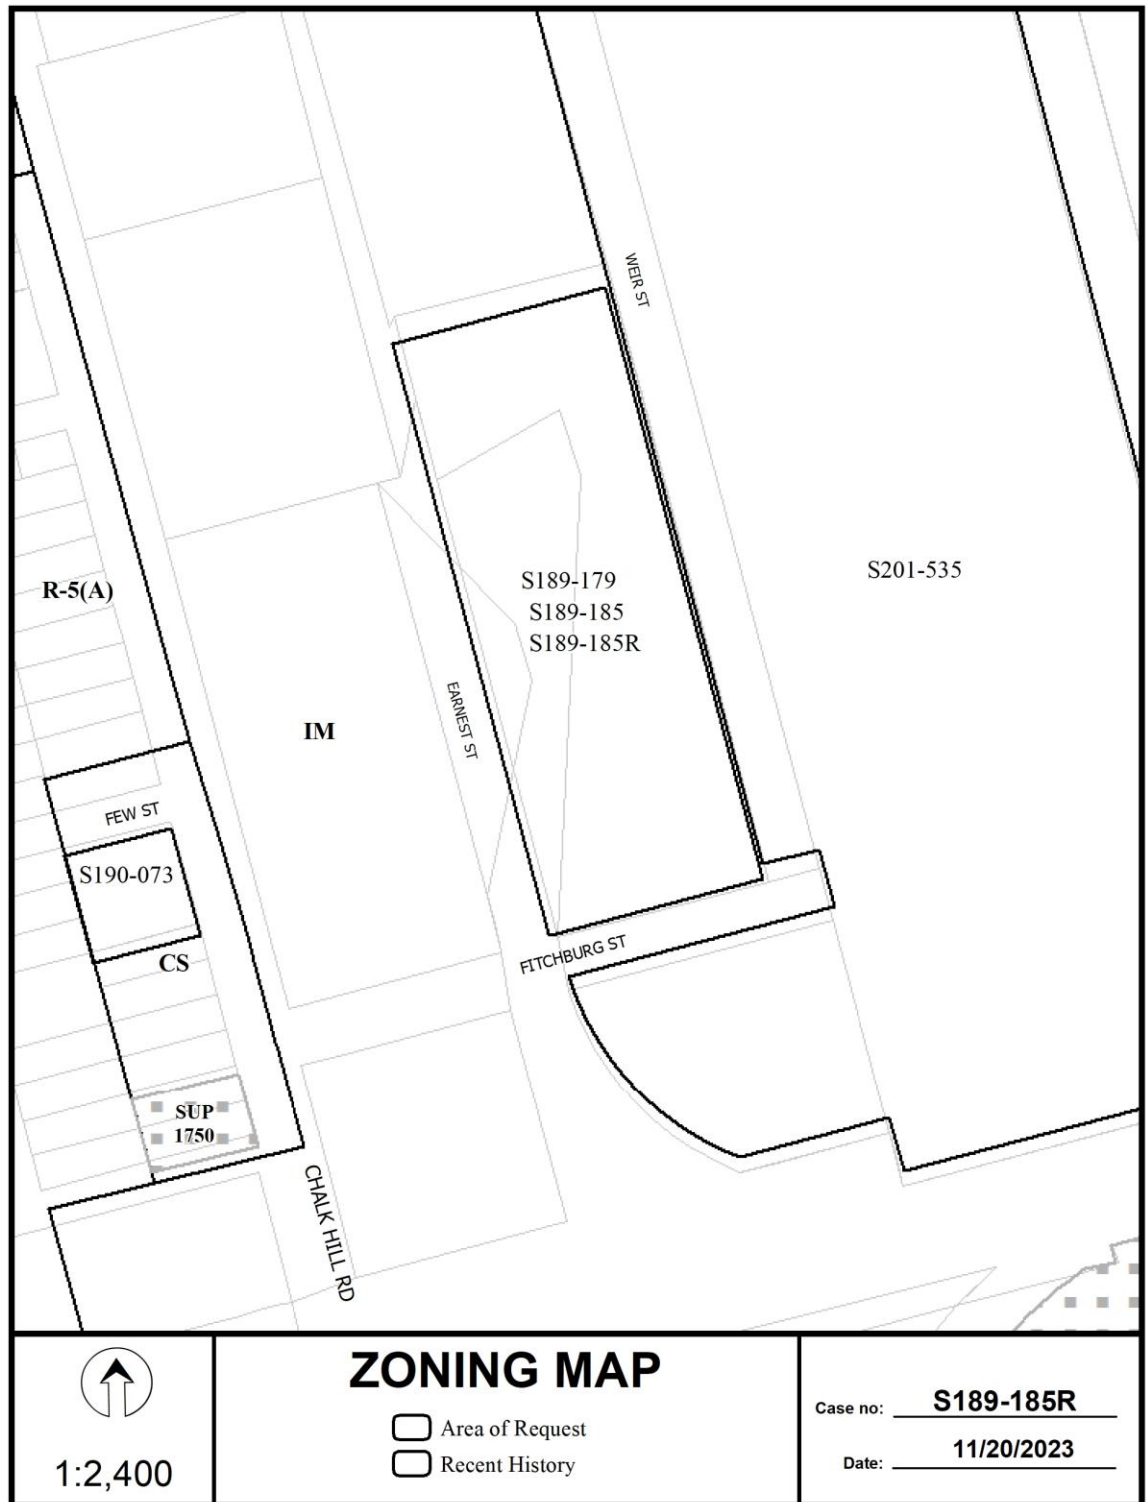 WEIR ST
S201-535
S189-179
S189-185
S189-185R
R-5(A)
EARNEST ST
IM
FEW ST
S190-073
CS
FITCHBURG ST
SUP
1750
CHALK HILL RD
1:2,400
ZONING MAP
Area of Request
Recent History
Case no: S189-185R
Date: 11/20/2023